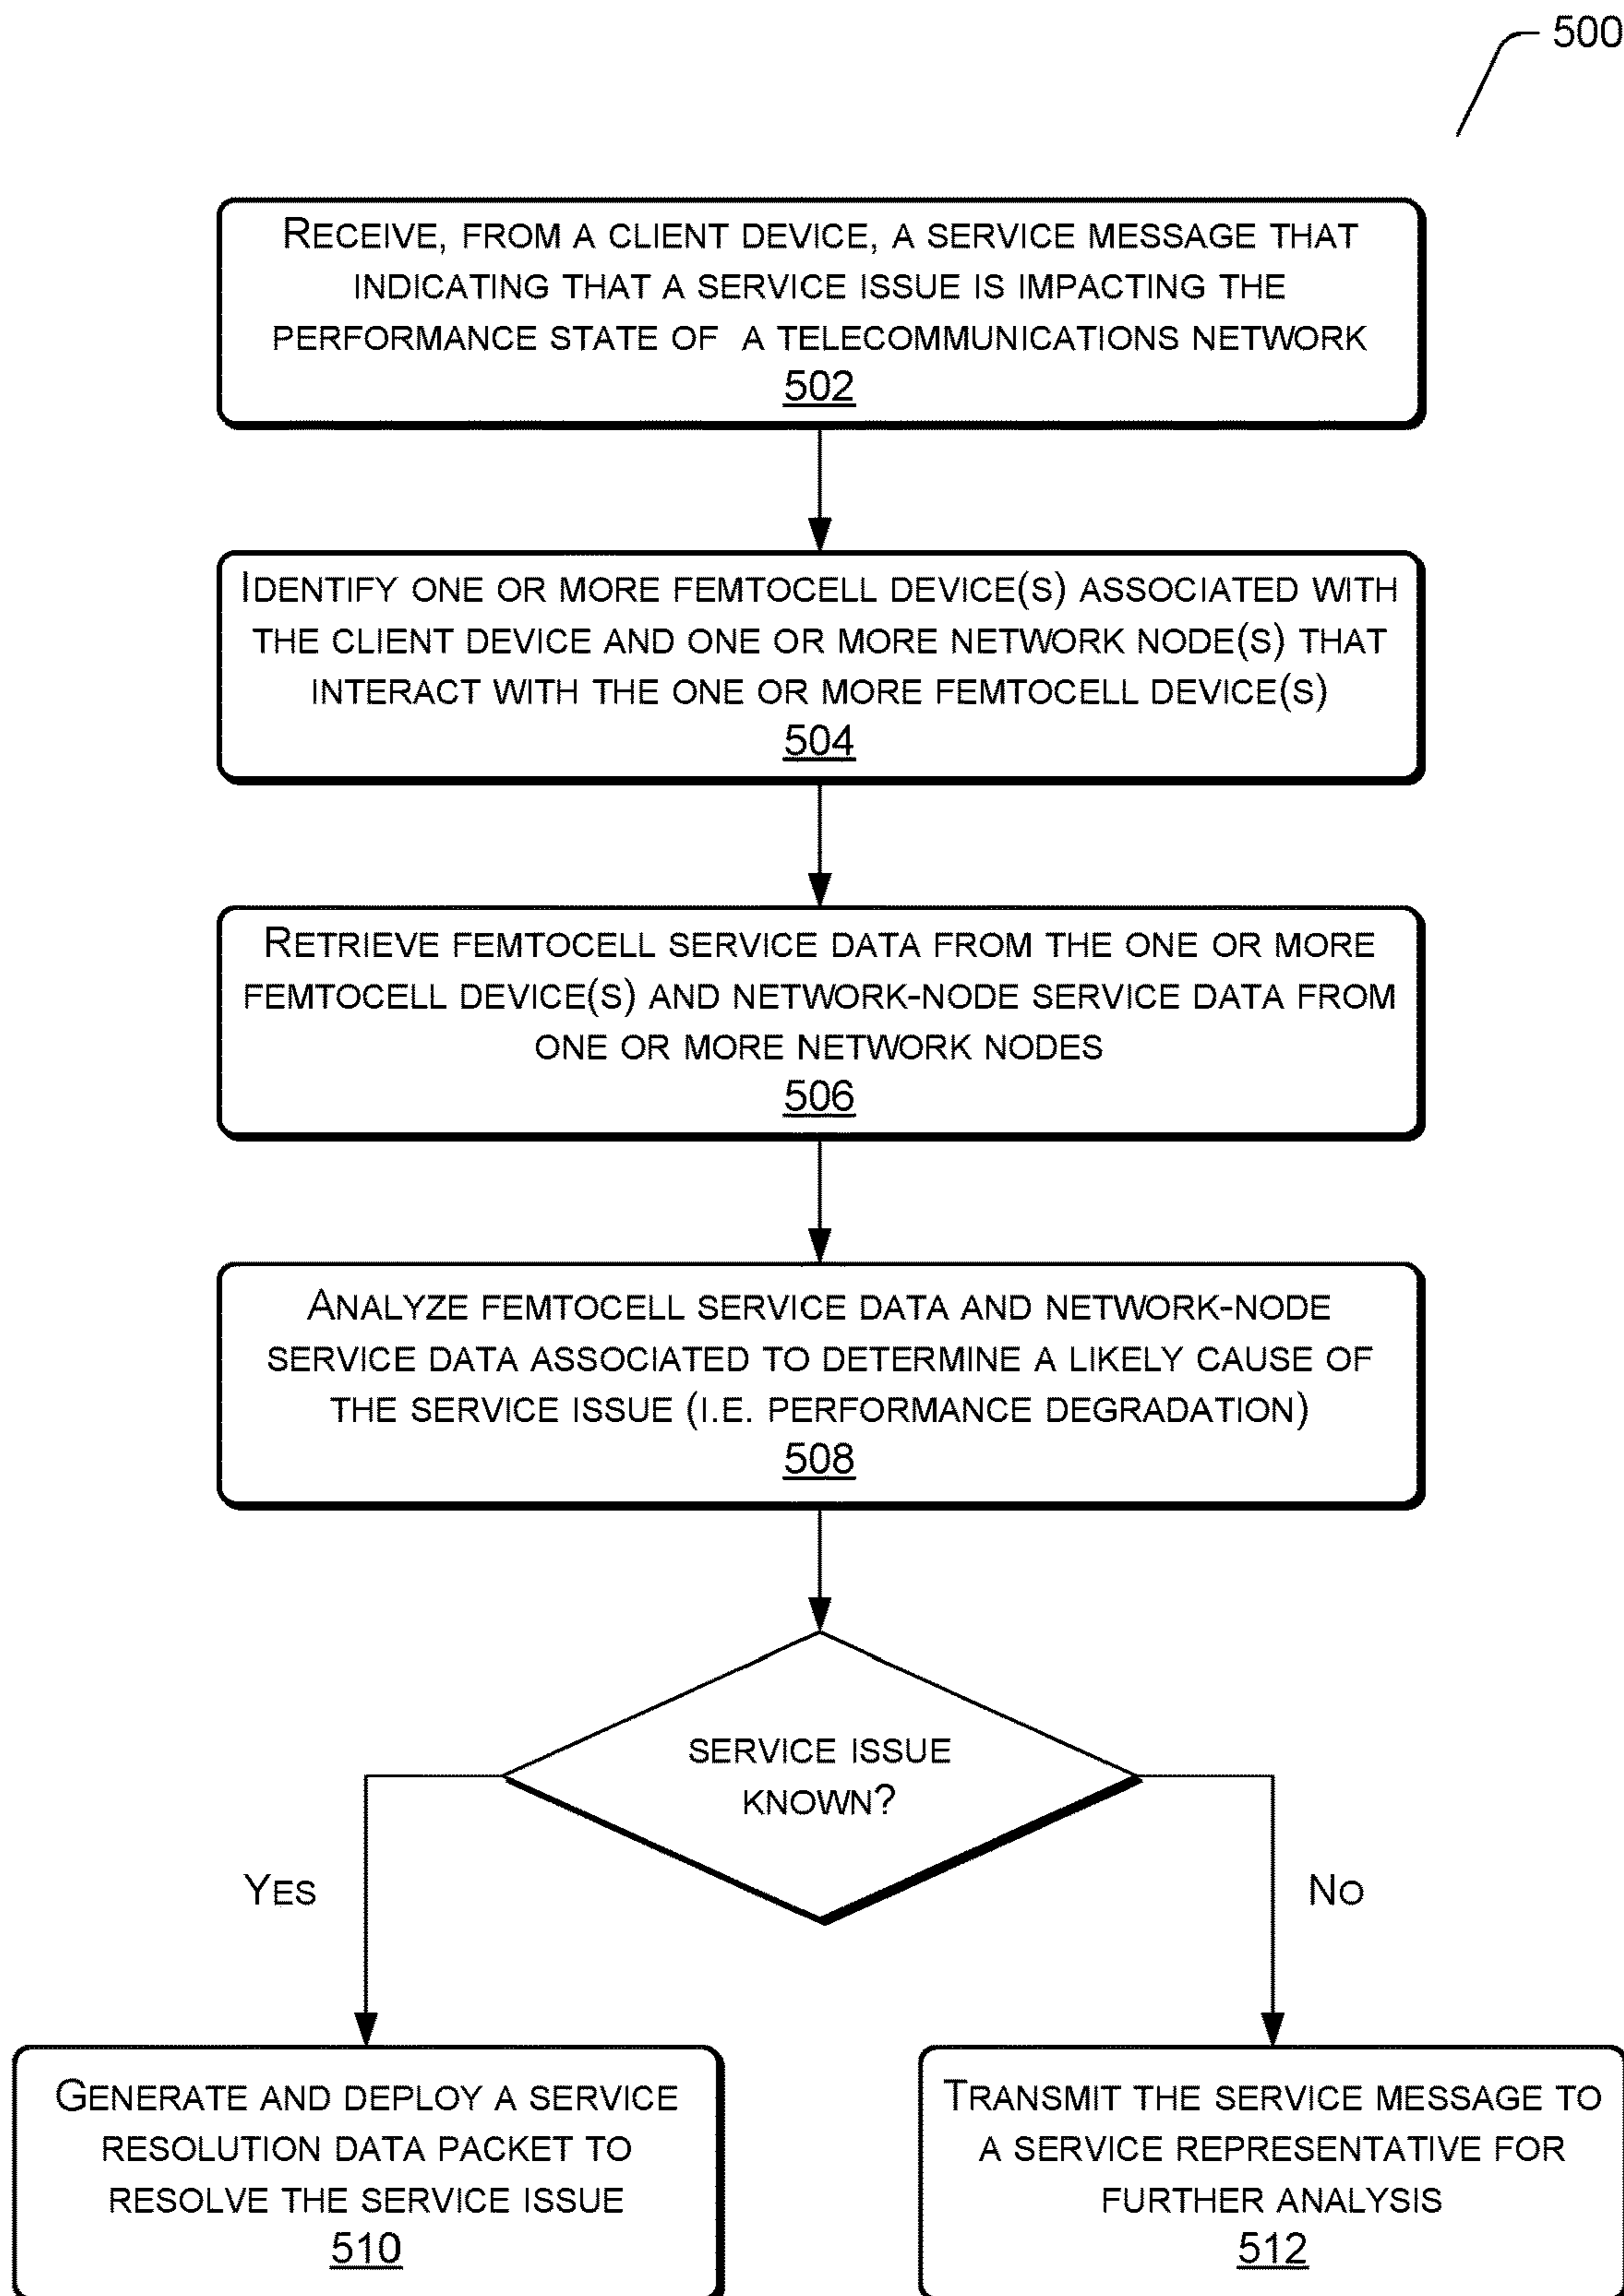 500
RECEIVE, FROM A CLIENT DEVICE, A SERVICE MESSAGE THAT
INDICATING THAT A SERVICE ISSUE IS IMPACTING THE
PERFORMANCE STATE OF A TELECOMMUNICATIONS NETWORK
502
IDENTIFY ONE OR MORE FEMTOCELL DEVICE(S) ASSOCIATED WITH
THE CLIENT DEVICE AND ONE OR MORE NETWORK NODE(S) THAT
INTERACT WITH THE ONE OR MORE FEMTOCELL DEVICE(S)
504
RETRIEVE FEMTOCELL SERVICE DATA FROM THE ONE OR MORE
FEMTOCELL DEVICE(S) AND NETWORK-NODE SERVICE DATA FROM
ONE OR MORE NETWORK NODES
506
ANALYZE FEMTOCELL SERVICE DATA AND NETWORK-NODE
SERVICE DATA ASSOCIATED TO DETERMINE A LIKELY CAUSE OF
THE SERVICE ISSUE (I.E. PERFORMANCE DEGRADATION)
508
SERVICE ISSUE
KNOWN?
YES
NO
GENERATE AND DEPLOY A SERVICE
RESOLUTION DATA PACKET TO
RESOLVE THE SERVICE ISSUE
510
TRANSMIT THE SERVICE MESSAGE TO
A SERVICE REPRESENTATIVE FOR
FURTHER ANALYSIS
512